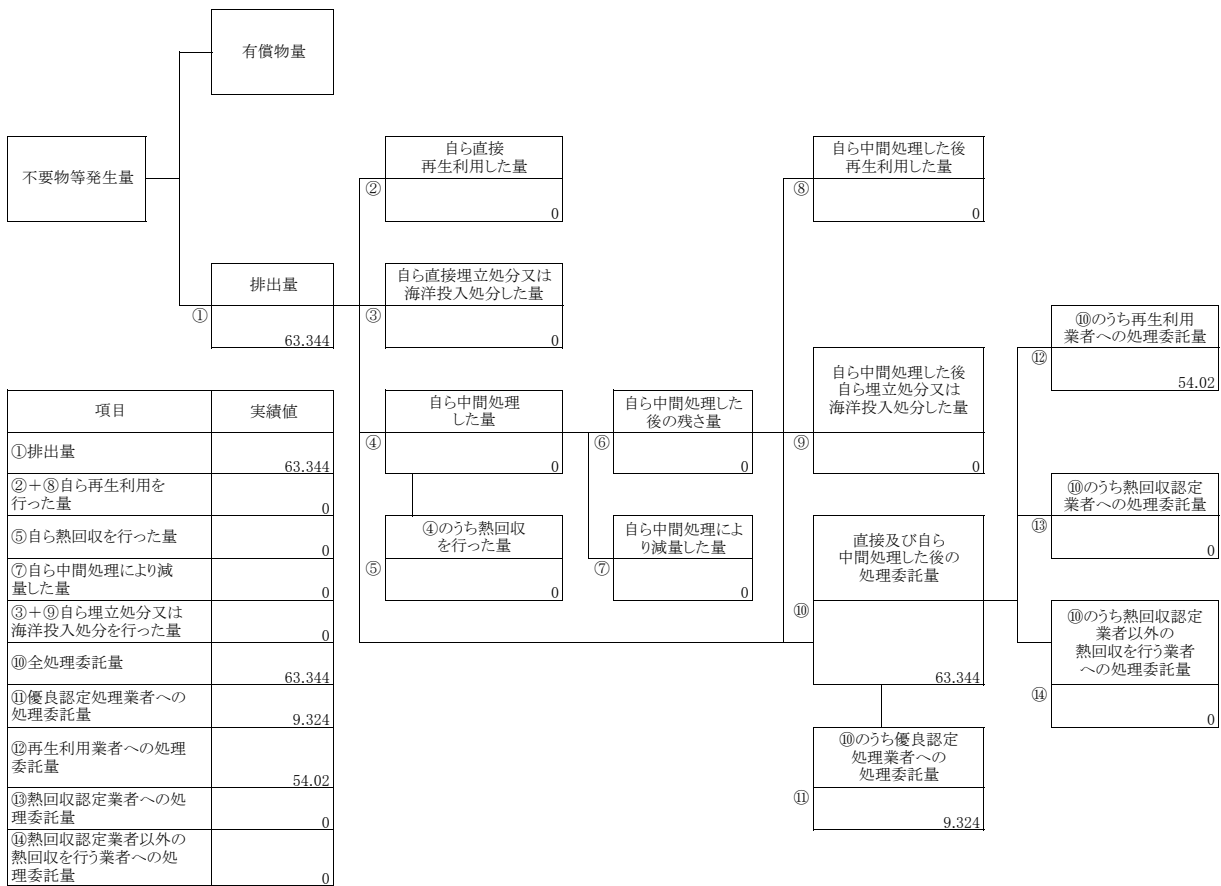 有償物量
不要物等発生量
排出量
①
63.344
自ら直接
再生利用した量
②
0
自ら直接埋立処分又は
海洋投入処分した量
③
0
自ら中間処理
した量
④
0
④のうち熱回収
を行った量
⑤
0
自ら中間処理した
後の残さ量
⑥
0
自ら中間処理によ
り減量した量
⑦
0
自ら中間処理した後
再生利用した量
⑧
0
自ら中間処理した後
自ら埋立処分又は
海洋投入処分した量
⑨
0
直接及び自ら
中間処理した後の
処理委託量
⑩
63.344
⑩のうち優良認定
処理業者への
処理委託量
⑪
9.324
⑩のうち再生利用
業者への処理委託量
⑫
54.02
⑩のうち熱回収認定
業者への処理委託量
⑬
0
⑩のうち熱回収認定
業者以外の
熱回収を行う業者
への処理委託量
⑭
0
項目 実績値
①排出量
63.344
②+⑧自ら再生利用を
行った量
0
⑤自ら熱回収を行った量
0
⑦自ら中間処理により減
量した量
0
③+⑨自ら埋立処分又は
海洋投入処分を行った量
0
⑩全処理委託量
63.344
⑪優良認定処理業者への
処理委託量
9.324
⑫再生利用業者への処理
委託量
54.02
⑬熱回収認定業者への処
理委託量
0
⑭熱回収認定業者以外の
熱回収を行う業者への処
理委託量
0